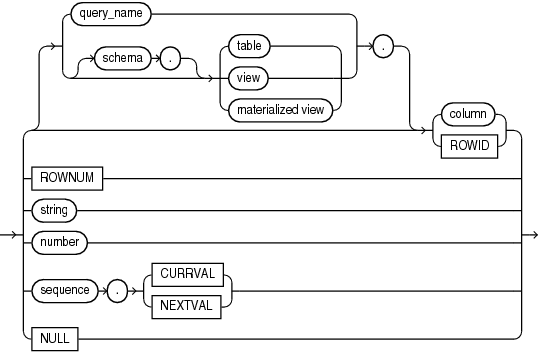 query_name
schema . table .
view
materialized view
column
ROWID
ROWNUM
string
number
sequence . CURRVAL
NEXTVAL
NULL